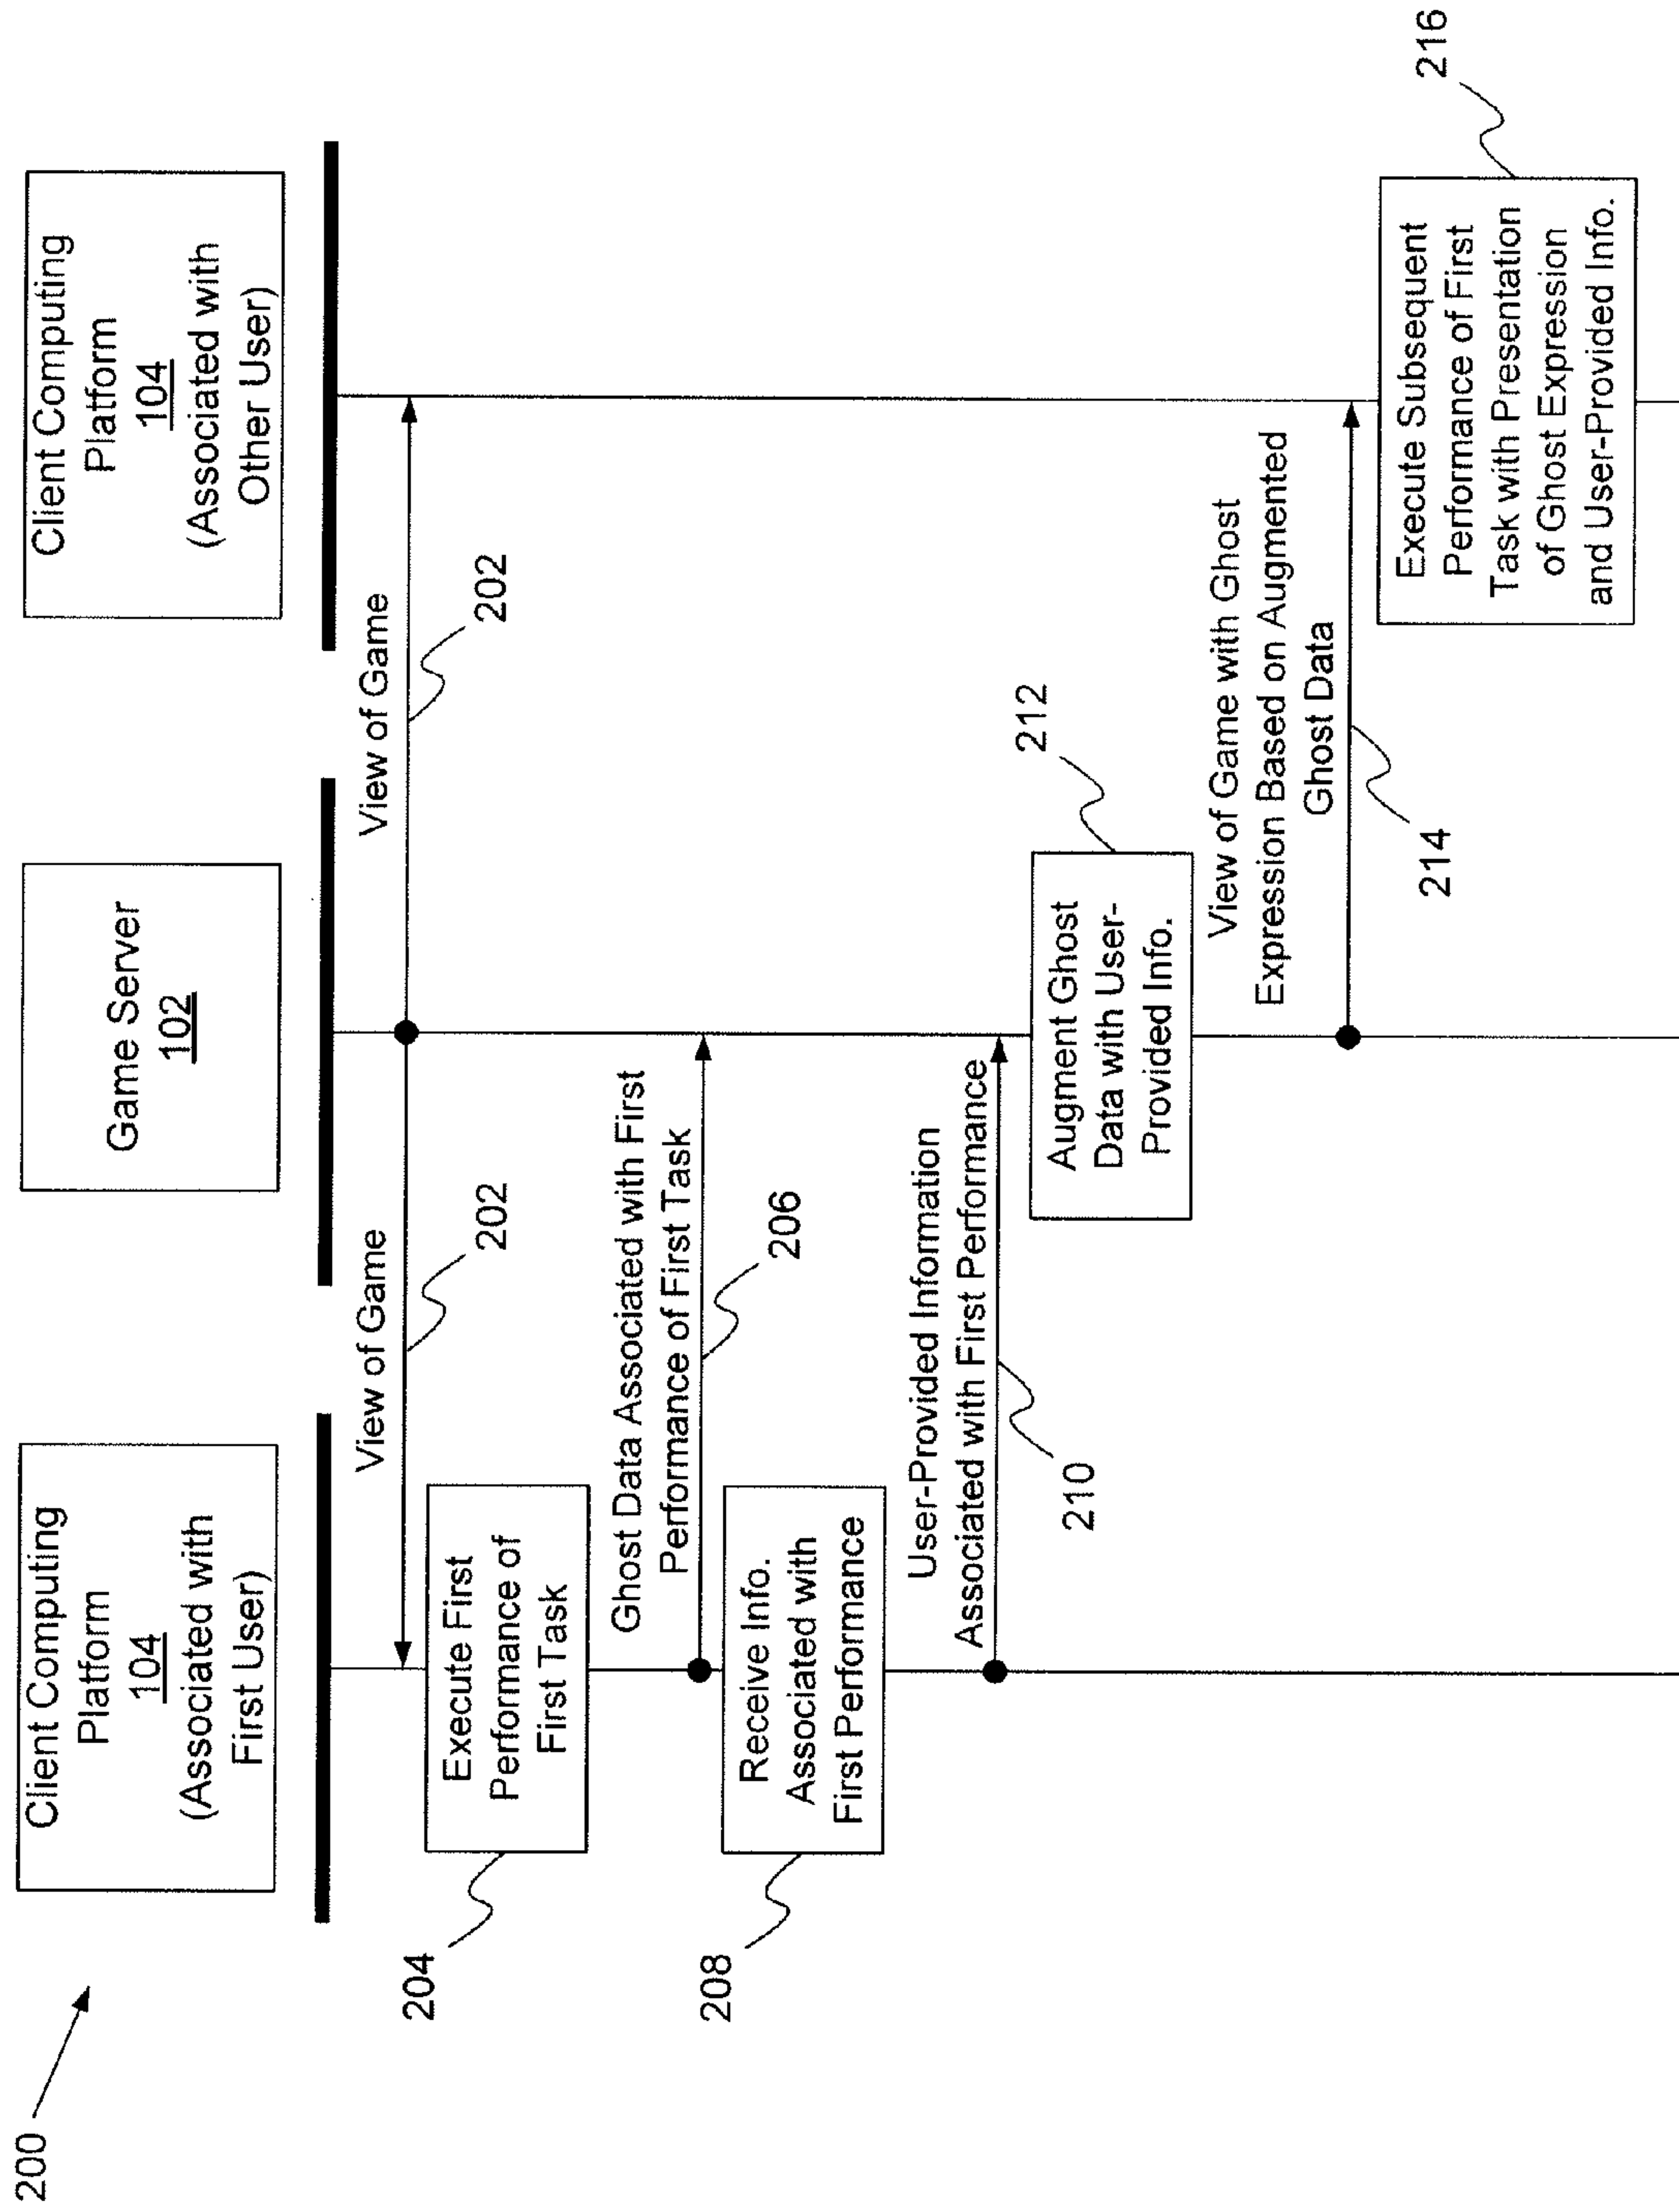 200
Client Computing
Platform
104
(Associated with
First User)
Game Server
102
Client Computing
Platform
104
(Associated with
Other User)
View of Game
202
View of Game
202
204
Execute First
Performance of
First Task
Ghost Data Associated with First
Performance of First Task
206
208
Receive Info.
Associated with
First Performance
User-Provided Information
Associated with First Performance
210
212
Augment Ghost
Data with User-
Provided Info.
View of Game with Ghost
Expression Based on Augmented
Ghost Data
214
216
Execute Subsequent
Performance of First
Task with Presentation
of Ghost Expression
and User-Provided Info.